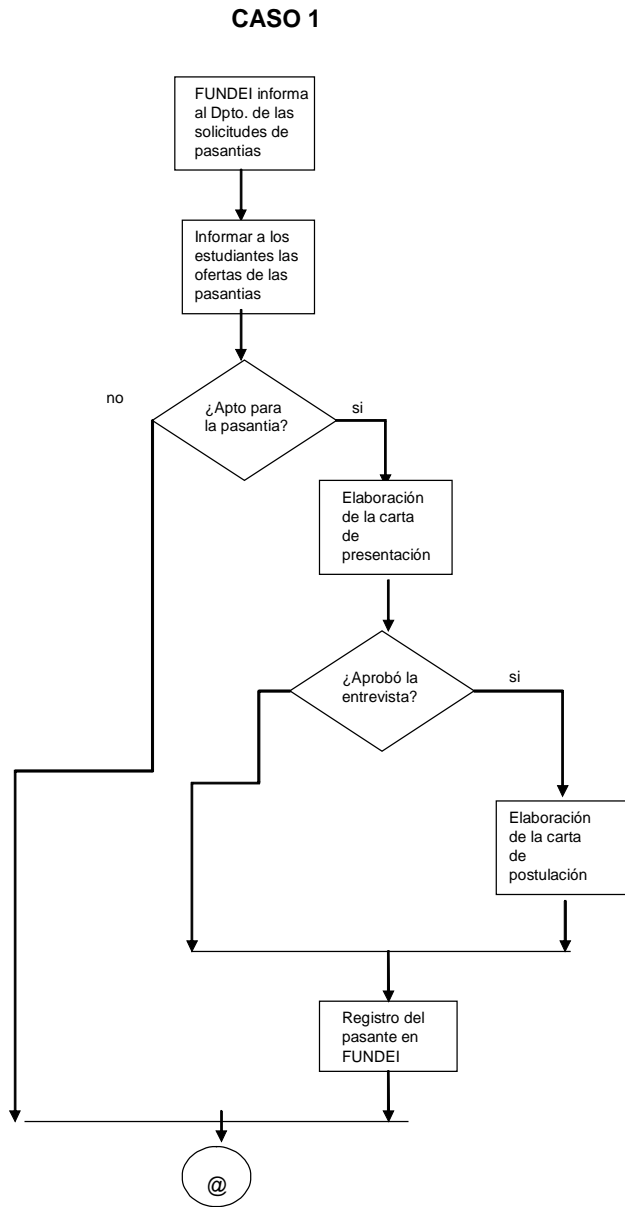 CASO 1
FUNDEI informa
al Dpto. de las
solicitudes de
pasantias
Informar a los
estudiantes las
ofertas de las
pasantias
no
¿Apto para
la pasantia?
si
Elaboración
de la carta
de
presentación
¿Aprobó la
entrevista?
si
Elaboración
de la carta
de
postulación
Registro del
pasante en
FUNDEI
@